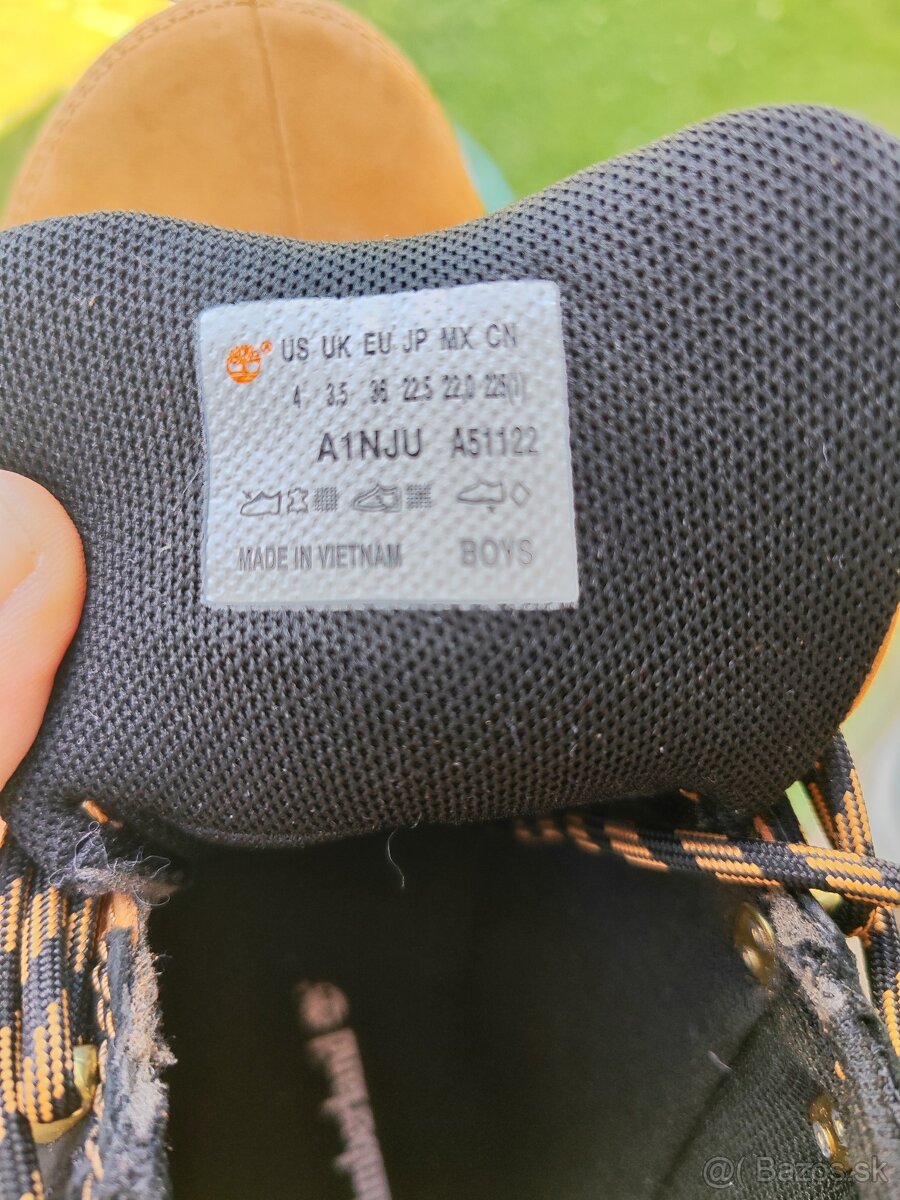 US UK EU JP MX CN
4 3.5 36 22.5 22.0 225(1)
A1NJU A51122
MADE IN VIETNAM BOYS
@( Bazos.sk